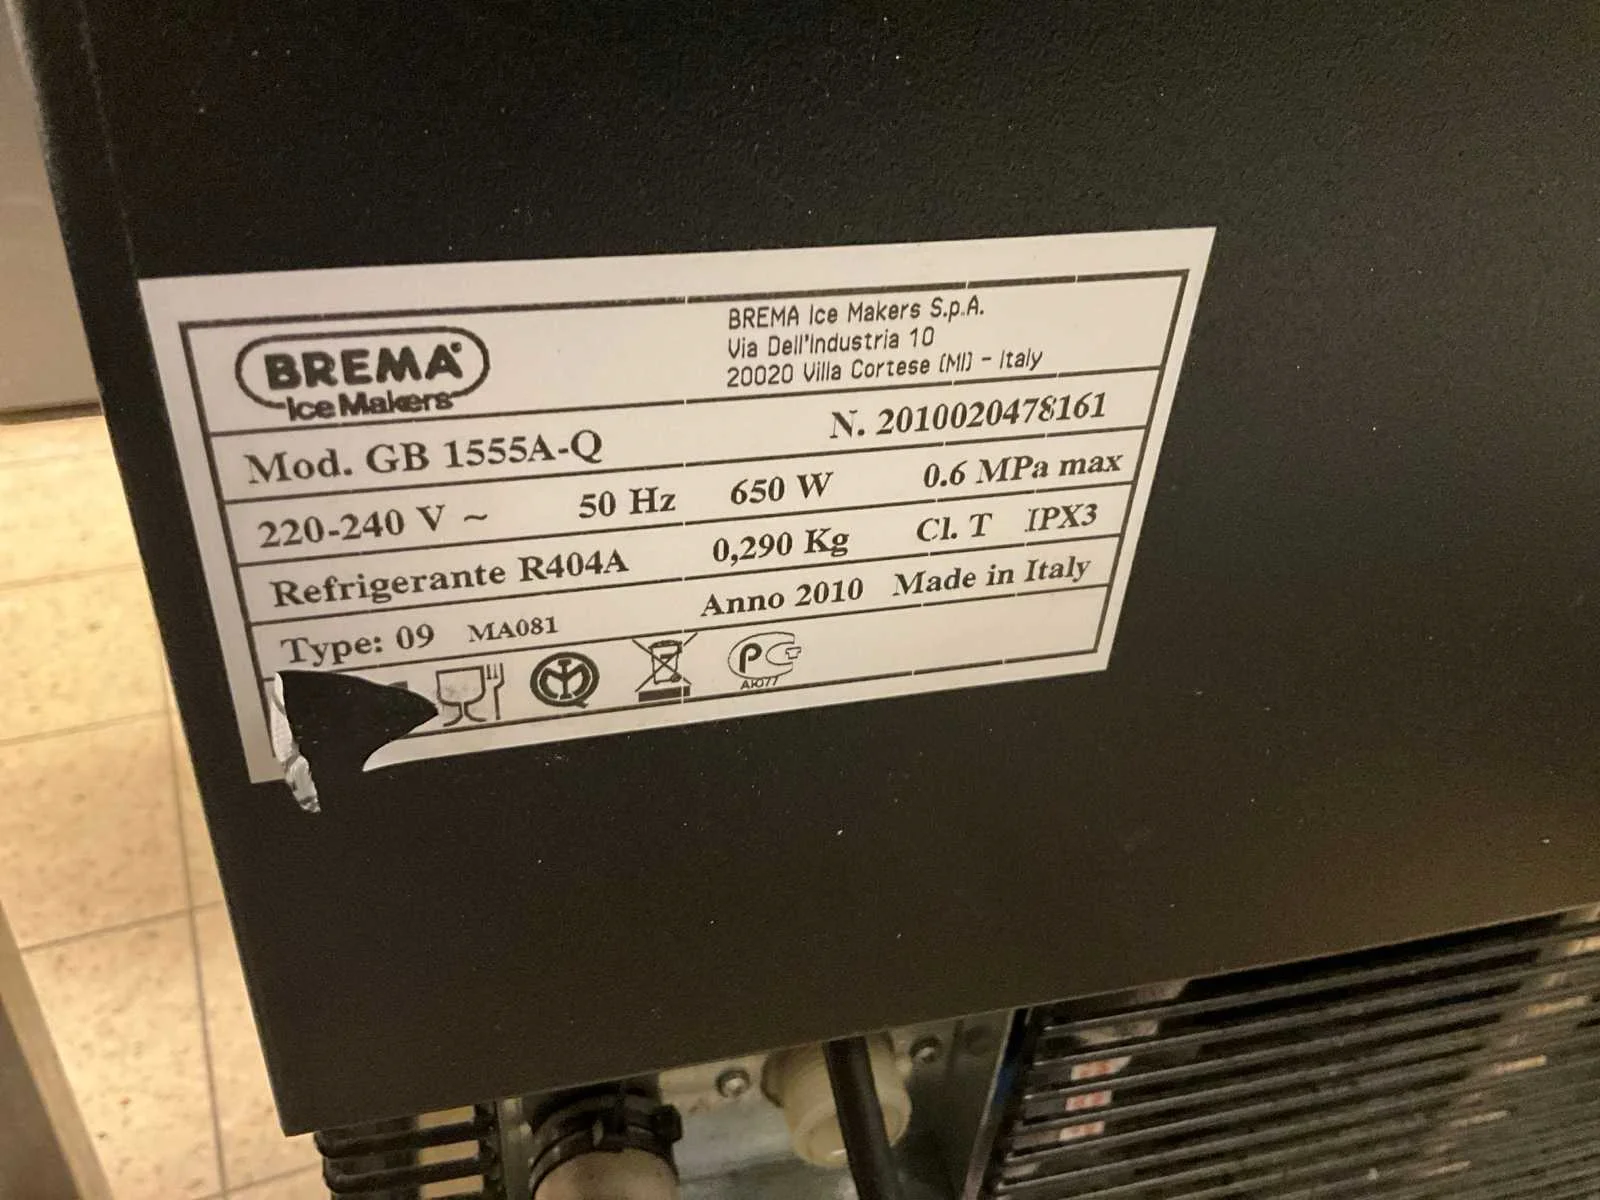 BREMA
Ice Makers
BREMA Ice Makers S.p.A.
Via Dell'Industria 10
20020 Villa Cortese (MI) - Italy
Mod. GB 1555A-Q N. 2010020478161
220-240 V ~ 50 Hz 650 W 0.6 MPa max
Refrigerante R404A 0,290 Kg Cl. T IPX3
Type: 09 MA081 Anno 2010 Made in Italy